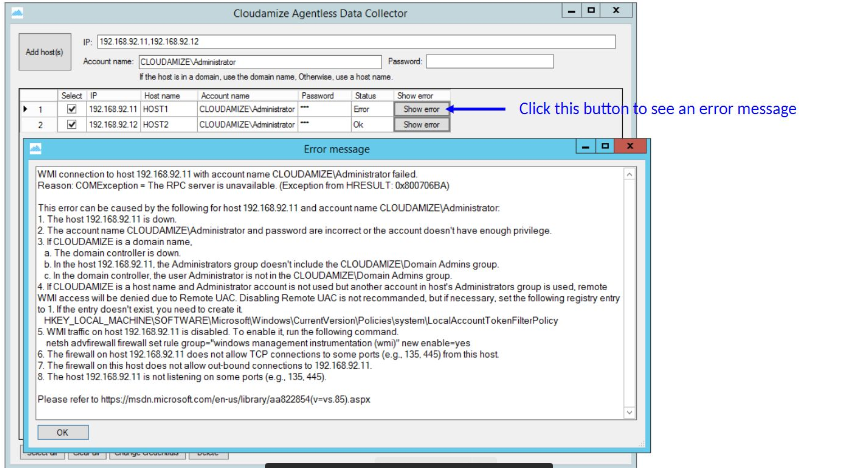 Cloudamize Agentless Data Collector
Add host(s)
IP: 192.168.92.11,192.168.92.12
Account name: CLOUDAMIZE\Administrator Password:
If the host is in a domain, use the domain name, Otherwise, use a host name.
Select IP Host name Account name Password Status Show error
1 192.168.92.11 HOST1 CLOUDAMIZE\Administrator *** Error Show error
2 192.168.92.12 HOST2 CLOUDAMIZE\Administrator *** Ok Show error
Click this button to see an error message
Error message
WMI connection to host 192.168.92.11 with account name CLOUDAMIZE\Administrator failed.
Reason: COMException = The RPC server is unavailable. (Exception from HRESULT: 0x800706BA)
This error can be caused by the following for host 192.168.92.11 and account name CLOUDAMIZE\Administrator:
1. The host 192.168.92.11 is down.
2. The account name CLOUDAMIZE\Administrator and password are incorrect or the account doesn't have enough privilege.
3. If CLOUDAMIZE is a domain name,
a. The domain controller is down.
b. In the host 192.168.92.11, the Administrators group doesn't include the CLOUDAMIZE\Domain Admins group.
c. In the domain controller, the user Administrator is not in the CLOUDAMIZE\Domain Admins group.
4. If CLOUDAMIZE is a host name and Administrator account is not used but another account in host's Administrators group is used, remote
WMI access will be denied due to Remote UAC. Disabling Remote UAC is not recommanded, but if necessary, set the following registry entry
to 1. If the entry doesn't exist, you need to create it.
HKEY_LOCAL_MACHINE\SOFTWARE\Microsoft\Windows\CurrentVersion\Policies\system\LocalAccountTokenFilterPolicy
5. WMI traffic on host 192.168.92.11 is disabled. To enable it, run the following command.
netsh advfirewall firewall set rule group="windows management instrumentation (wmi)" new enable=yes
6. The firewall on host 192.168.92.11 does not allow TCP connections to some ports (e.g., 135, 445) from this host.
7. The firewall on this host does not allow out-bound connections to 192.168.92.11.
8. The host 192.168.92.11 is not listening on some ports (e.g., 135, 445).
Please refer to https://msdn.microsoft.com/en-us/library/aa822854(v=vs.85).aspx
OK